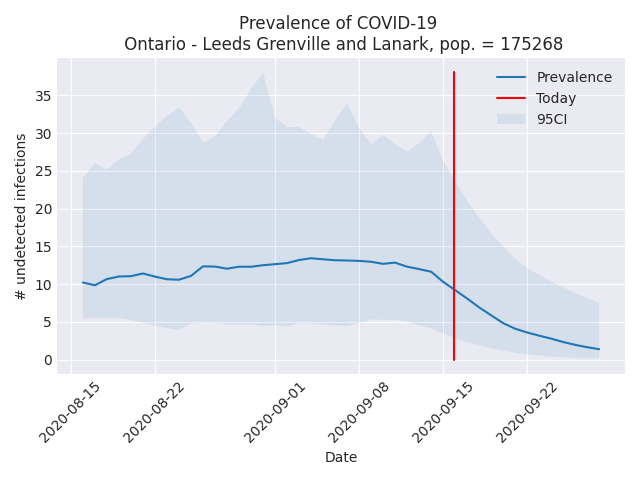 Prevalence of COVID-19
Ontario - Leeds Grenville and Lanark, pop. = 175268
Prevalence
Today
95CI
# undetected infections
35
30
25
20
15
10
5
0
2020-08-15
2020-08-22
2020-09-01
2020-09-08
2020-09-15
2020-09-22
Date